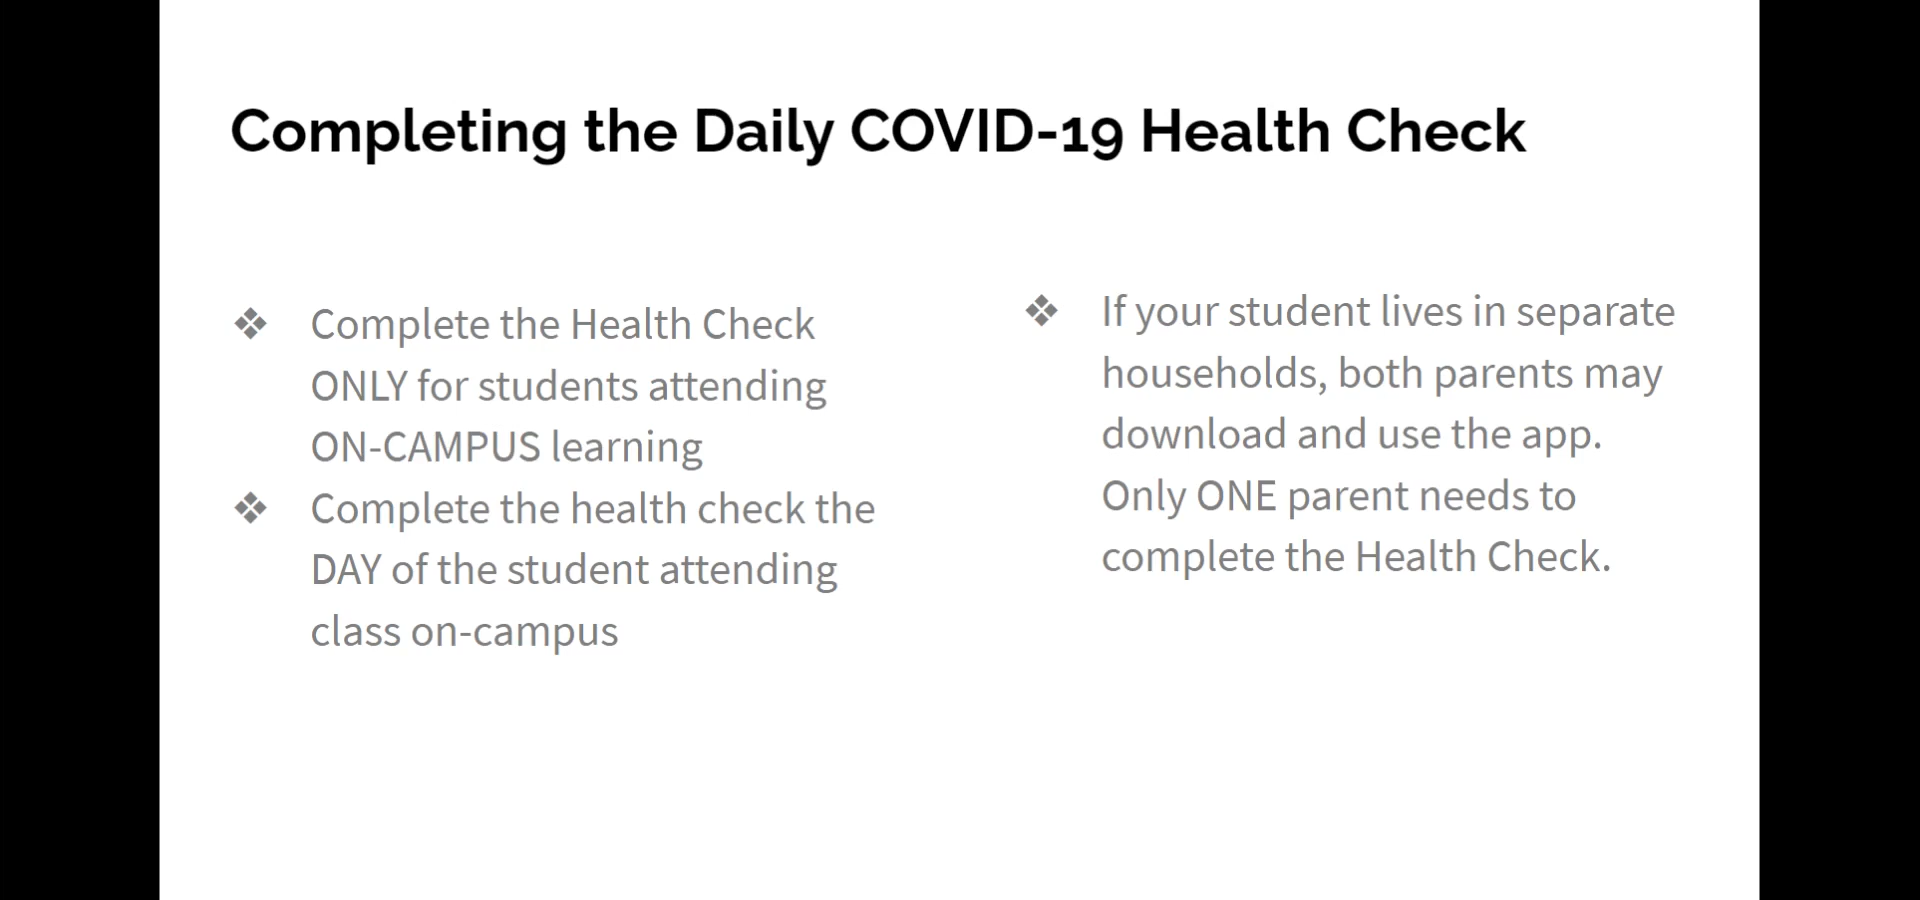 Completing the Daily COVID-19 Health Check
❖ Complete the Health Check
ONLY for students attending
ON-CAMPUS learning
❖ Complete the health check the
DAY of the student attending
class on-campus
❖ If your student lives in separate
households, both parents may
download and use the app.
Only ONE parent needs to
complete the Health Check.